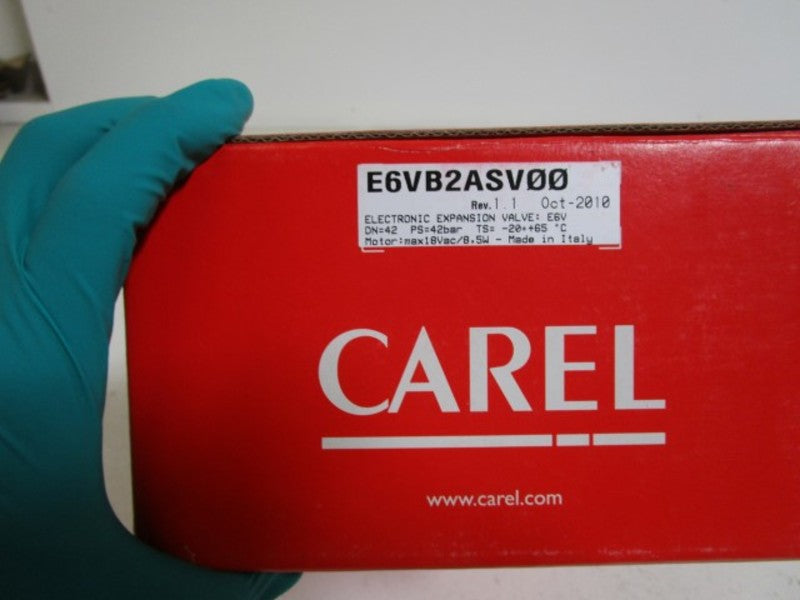 E6VB2ASVØØ
Rev.1.1 Oct-2010
ELECTRONIC EXPANSION VALVE: E6V
DN=42 PS=42bar TS= -20÷+65 °C
Motor:max18Vac/8.5W - Made in Italy
CAREL
www.carel.com